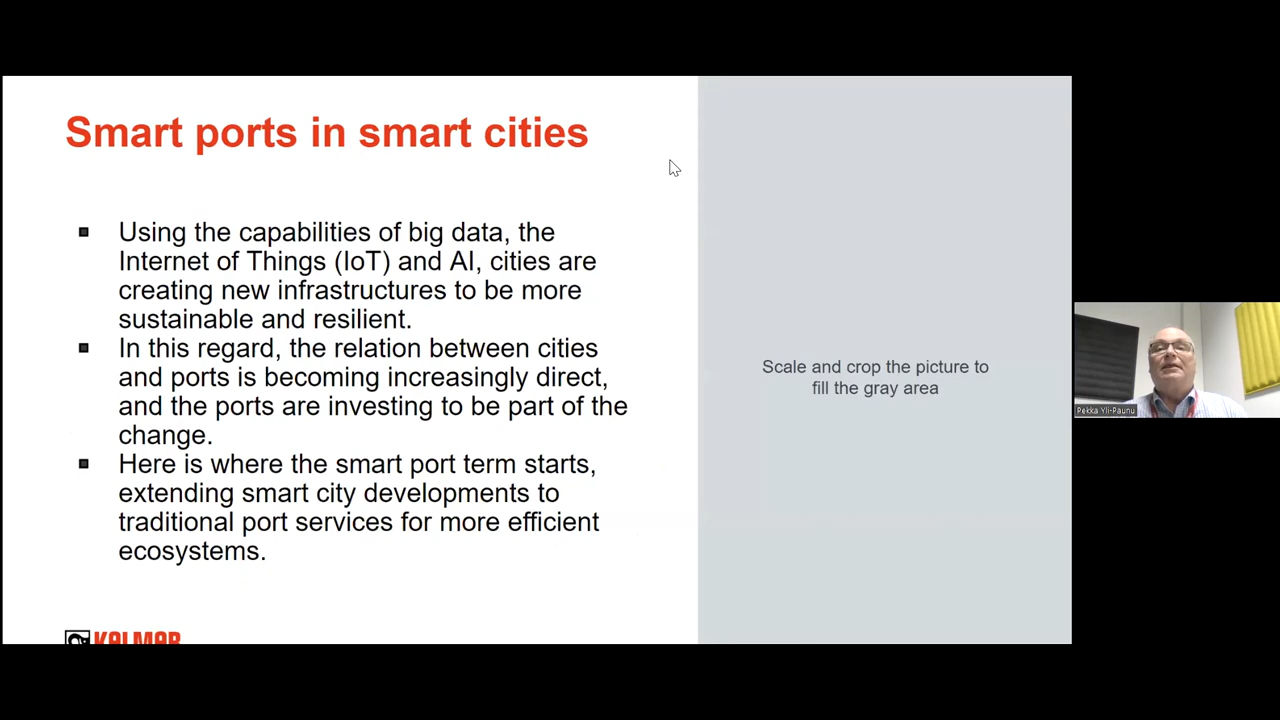 Smart ports in smart cities
Using the capabilities of big data, the
Internet of Things (IoT) and AI, cities are
creating new infrastructures to be more
sustainable and resilient.
In this regard, the relation between cities
and ports is becoming increasingly direct,
and the ports are investing to be part of the
change.
Here is where the smart port term starts,
extending smart city developments to
traditional port services for more efficient
ecosystems.
KALMAR
Scale and crop the picture to
fill the gray area
Pekka Yli-Paunu